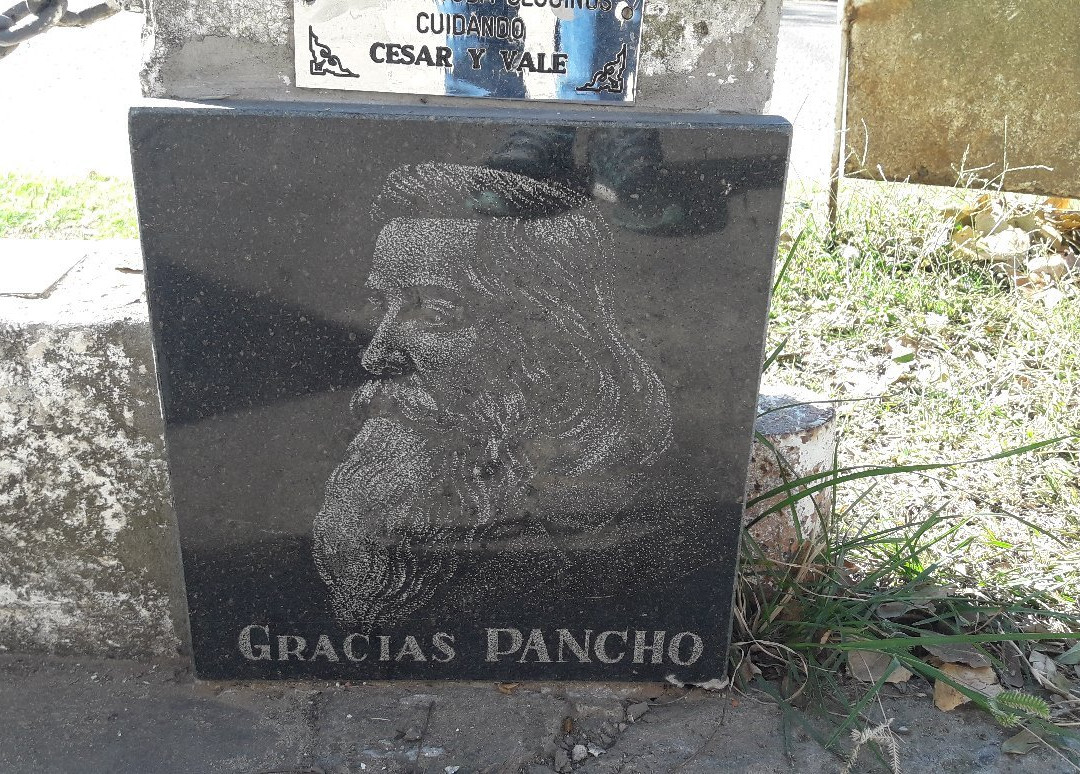 CUIDANDO
CESAR Y VALE
GRACIAS PANCHO